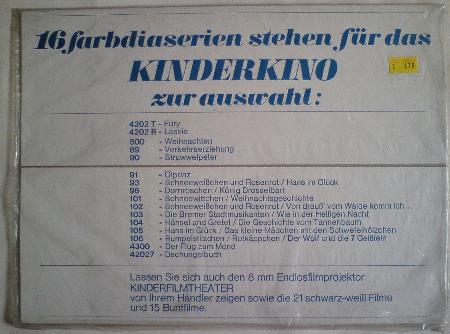 16 farbdiaserien stehen für das
KINDERKINO
zur auswahl:
4202 T - Fury
4202 R - Lassie
500 - Weihnachten
89 - Verkehrserziehung
90 - Struwwelpeter
91 - Ölprinz
93 - Schneeweißchen und Rosenrot / Hans im Glück
96 - Dornröschen / König Drosselbart
101 - Schneewittchen / Weihnachtsgeschichte
102 - Schneeweißchen und Rosenrot / Von drauß' vom Walde komm ich...
103 - Die Bremer Stadtmusikanten / Wie in der Heiligen Nacht
104 - Hänsel und Gretel / Die Geschichte vom Tannenbaum
105 - Hans im Glück / Das kleine Mädchen mit den Schwefelhölzchen
106 - Rumpelstilzchen / Rotkäppchen / Der Wolf und die 7 Geißlein
4300 - Der Flug zum Mond
42027 - Dschungelbuch
Lassen Sie sich auch den 8 mm Endlosfilmprojektor
KINDERFILMTHEATER
von Ihrem Händler zeigen sowie die 21 schwarz-weiß Filme
und 15 Buntfilme.